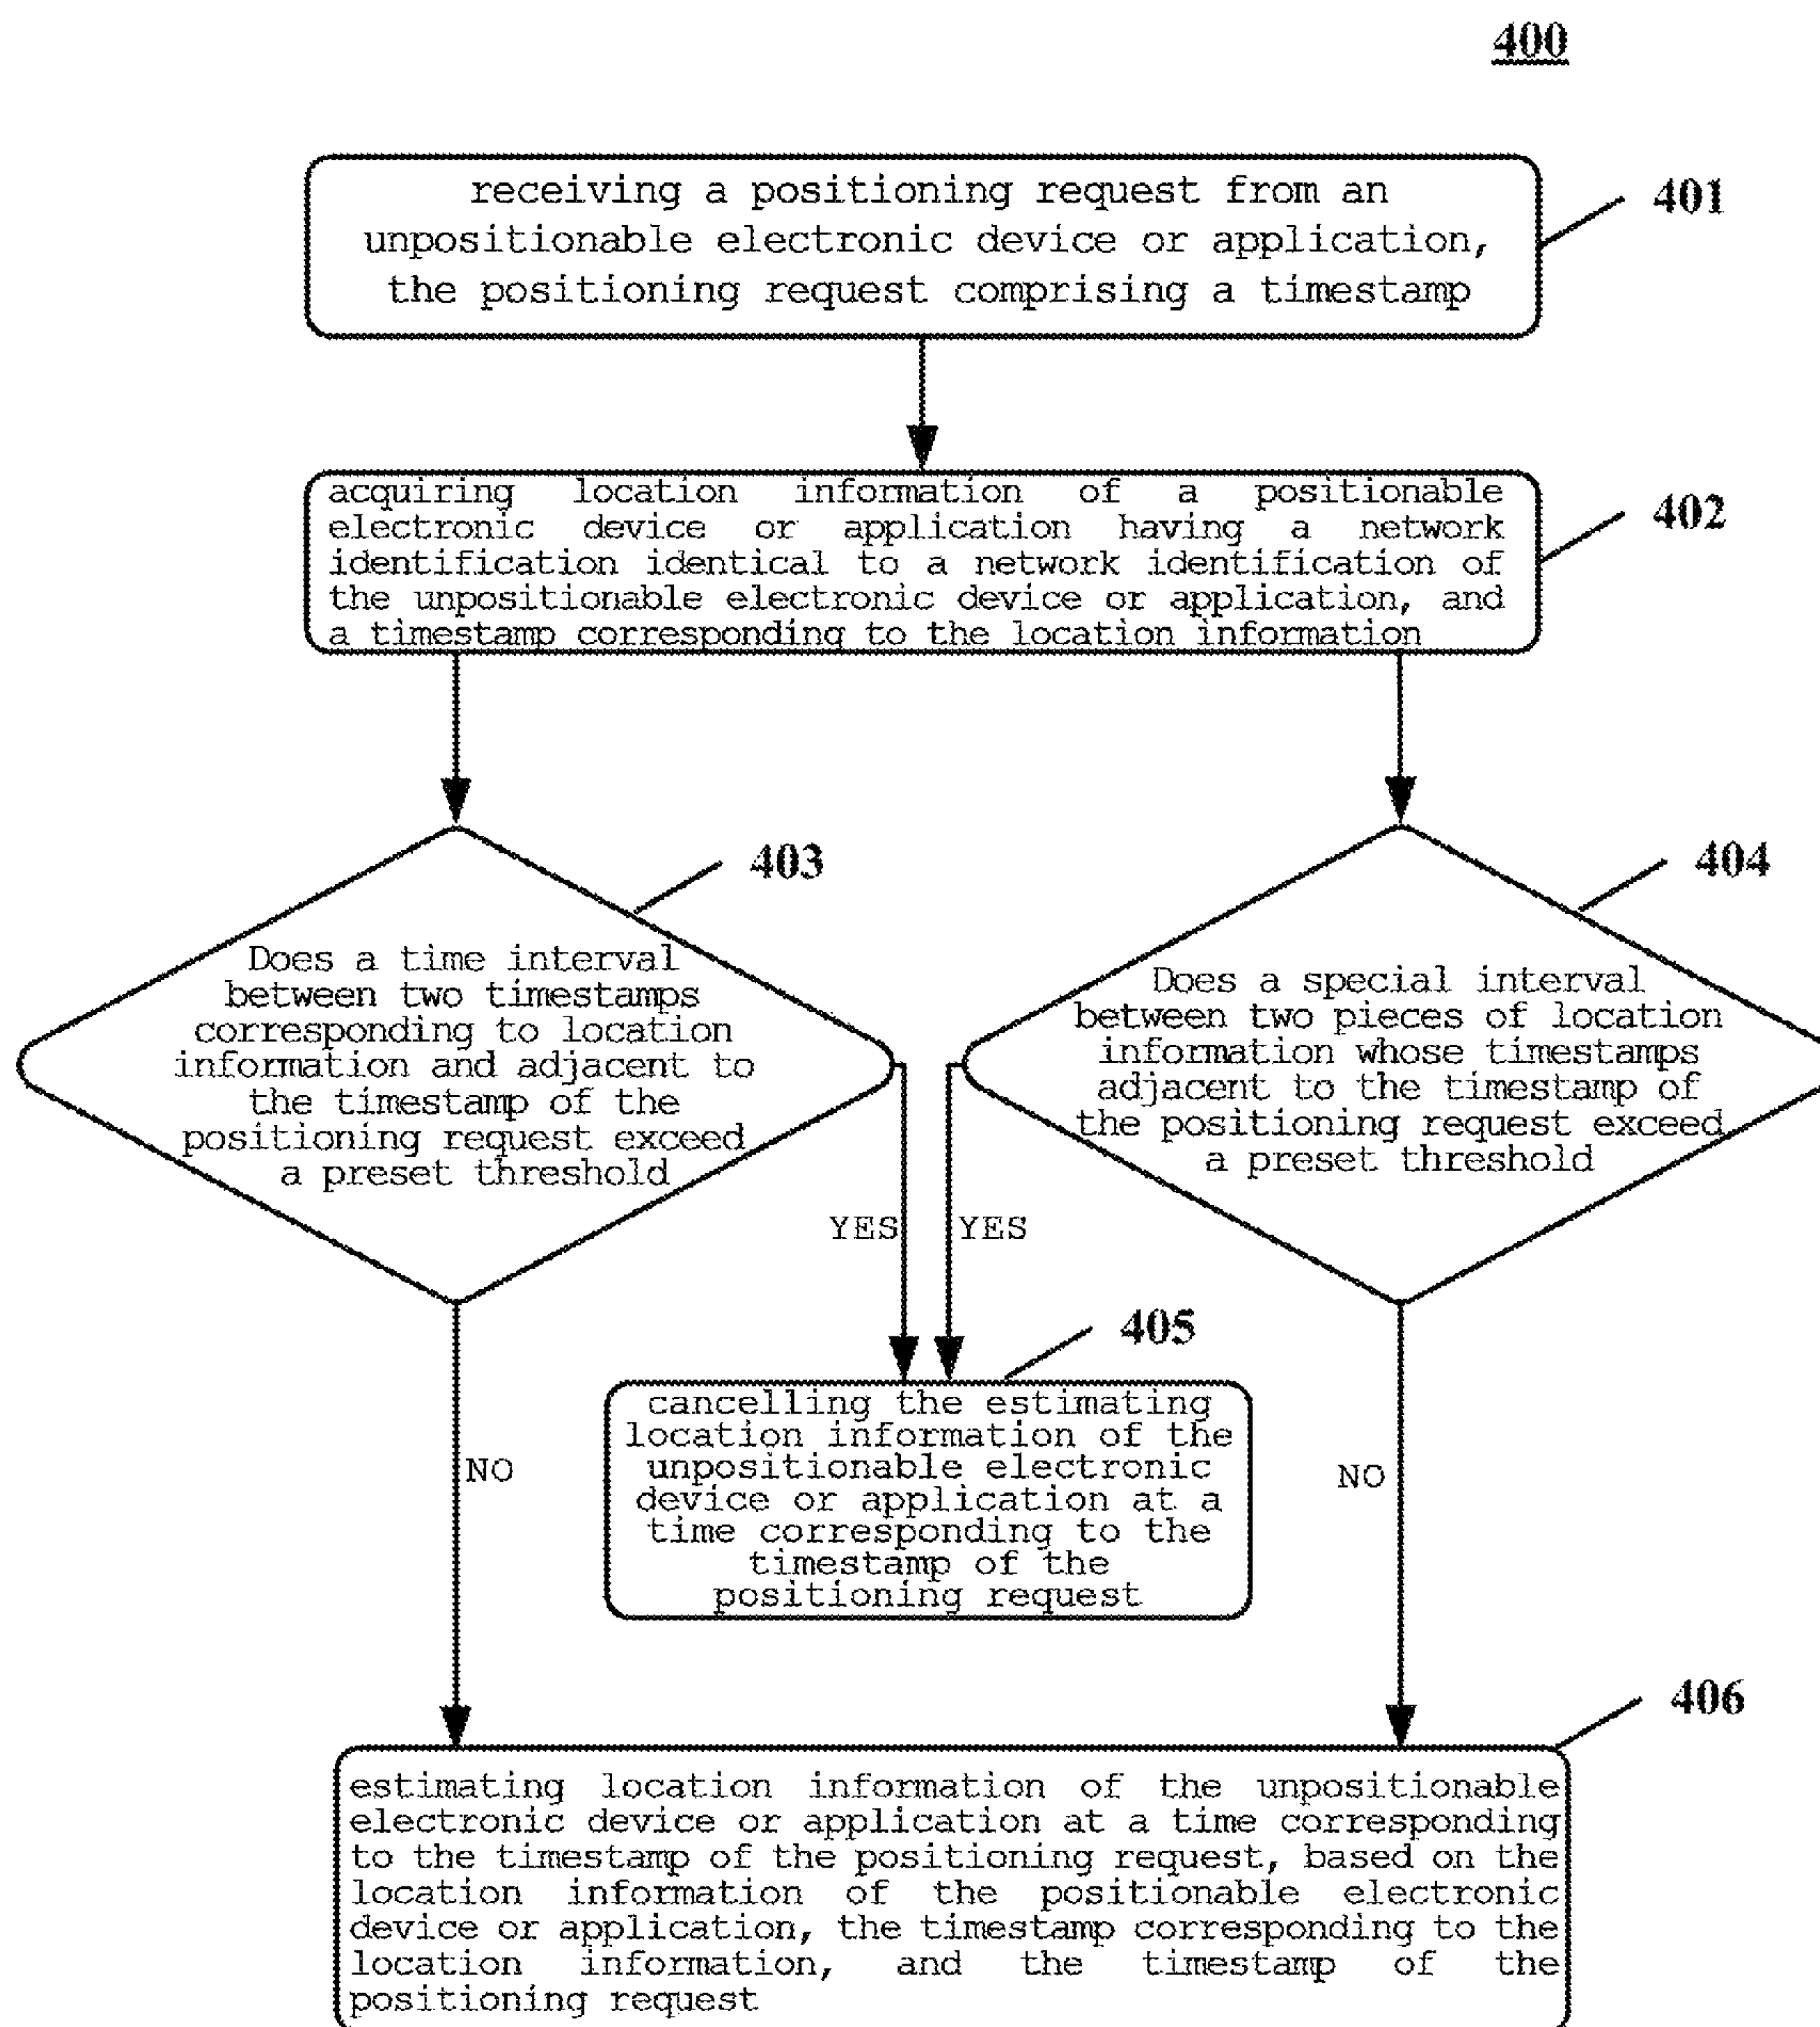 400
receiving a positioning request from an
unpositionable electronic device or application,
the positioning request comprising a timestamp
401
acquiring location information of a positionable
electronic device or application having a network
identification identical to a network identification of
the unpositionable electronic device or application, and
a timestamp corresponding to the location information
402
403
Does a time interval
between two timestamps
corresponding to location
information and adjacent to
the timestamp of the
positioning request exceed
a preset threshold
404
Does a special interval
between two pieces of location
information whose timestamps
adjacent to the timestamp of
the positioning request exceed
a preset threshold
YES
YES
405
cancelling the estimating
location information of the
unpositionable electronic
device or application at a
time corresponding to the
timestamp of the
positioning request
NO
NO
406
estimating location information of the unpositionable
electronic device or application at a time corresponding
to the timestamp of the positioning request, based on the
location information of the positionable electronic
device or application, the timestamp corresponding to the
location information, and the timestamp of the
positioning request